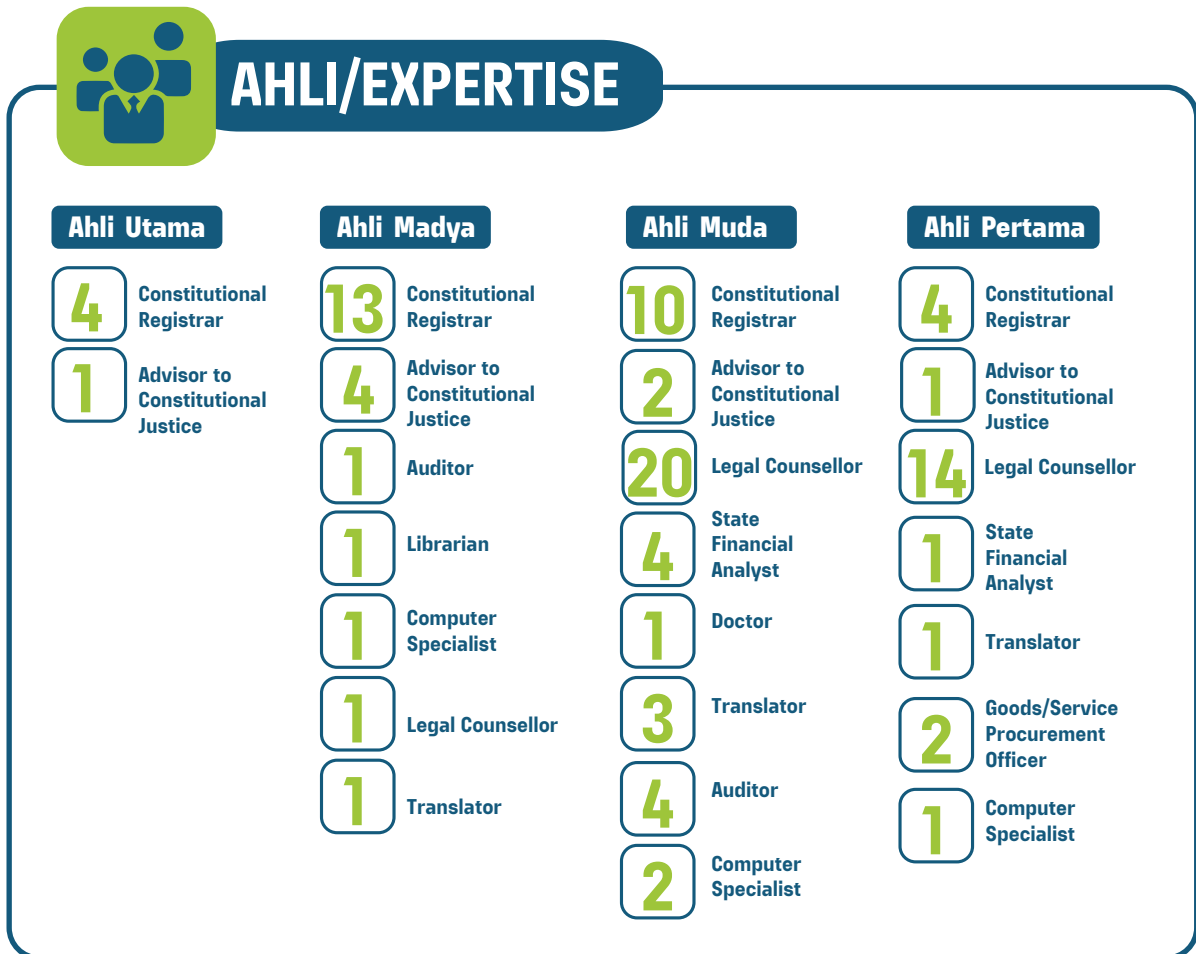 AHLI/EXPERTISE
Ahli Utama
4
Constitutional
Registrar
1
Advisor to
Constitutional
Justice
Ahli Madya
13
Constitutional
Registrar
4
Advisor to
Constitutional
Justice
1
Auditor
1
Librarian
1
Computer
Specialist
1
Legal Counsellor
1
Translator
Ahli Muda
10
Constitutional
Registrar
2
Advisor to
Constitutional
Justice
20
Legal Counsellor
4
State
Financial
Analyst
1
Doctor
3
Translator
4
Auditor
2
Computer
Specialist
Ahli Pertama
4
Constitutional
Registrar
1
Advisor to
Constitutional
Justice
14
Legal Counsellor
1
State
Financial
Analyst
1
Translator
2
Goods/Service
Procurement
Officer
1
Computer
Specialist